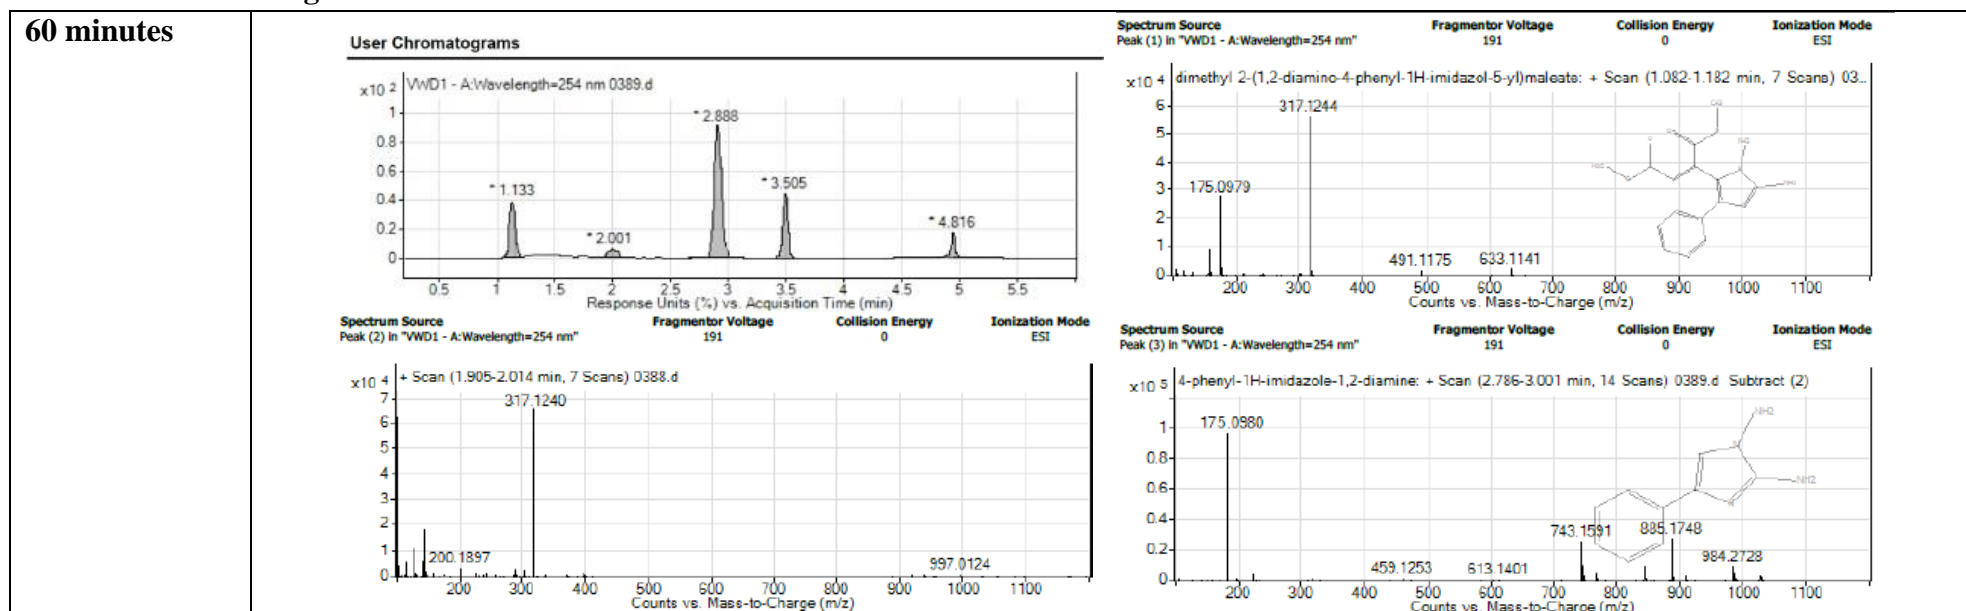 60 minutes
User Chromatograms
x10 2
VWD1 - A:Wavelength=254 nm 0389.d
1
0.8
0.6
0.4
0.2
0
* 1.133
* 2.001
* 2.888
* 3.505
* 4.816
0.5 1 1.5 2 2.5 3 3.5 4 4.5 5 5.5
Response Units (%) vs. Acquisition Time (min)
Spectrum Source Fragmentor Voltage Collision Energy Ionization Mode
Peak (1) in "VWD1 - A:Wavelength=254 nm" 191 0 ESI
x10 4
dimethyl 2-(1,2-diamino-4-phenyl-1H-imidazol-5-yl)maleate: + Scan (1.082-1.182 min, 7 Scans) 03...
6
5
4
3
2
1
0
175.0979
317.1244
491.1175
633.1141
200 300 400 500 600 700 800 900 1000 1100
Counts vs. Mass-to-Charge (m/z)
Spectrum Source Fragmentor Voltage Collision Energy Ionization Mode
Peak (2) in "VWD1 - A:Wavelength=254 nm" 191 0 ESI
x10 4
+ Scan (1.905-2.014 min, 7 Scans) 0388.d
7
6
5
4
3
2
1
0
200.1897
317.1240
997.0124
200 300 400 500 600 700 800 900 1000 1100
Counts vs. Mass-to-Charge (m/z)
Spectrum Source Fragmentor Voltage Collision Energy Ionization Mode
Peak (3) in "VWD1 - A:Wavelength=254 nm" 191 0 ESI
x10 5
4-phenyl-1H-imidazole-1,2-diamine: + Scan (2.786-3.001 min, 14 Scans) 0389.d Subtract (2)
1
0.8
0.6
0.4
0.2
0
175.0980
459.1253
613.1401
743.1591
885.1748
984.2728
NH2
NH2
200 300 400 500 600 700 800 900 1000 1100
Counts vs. Mass-to-Charge (m/z)